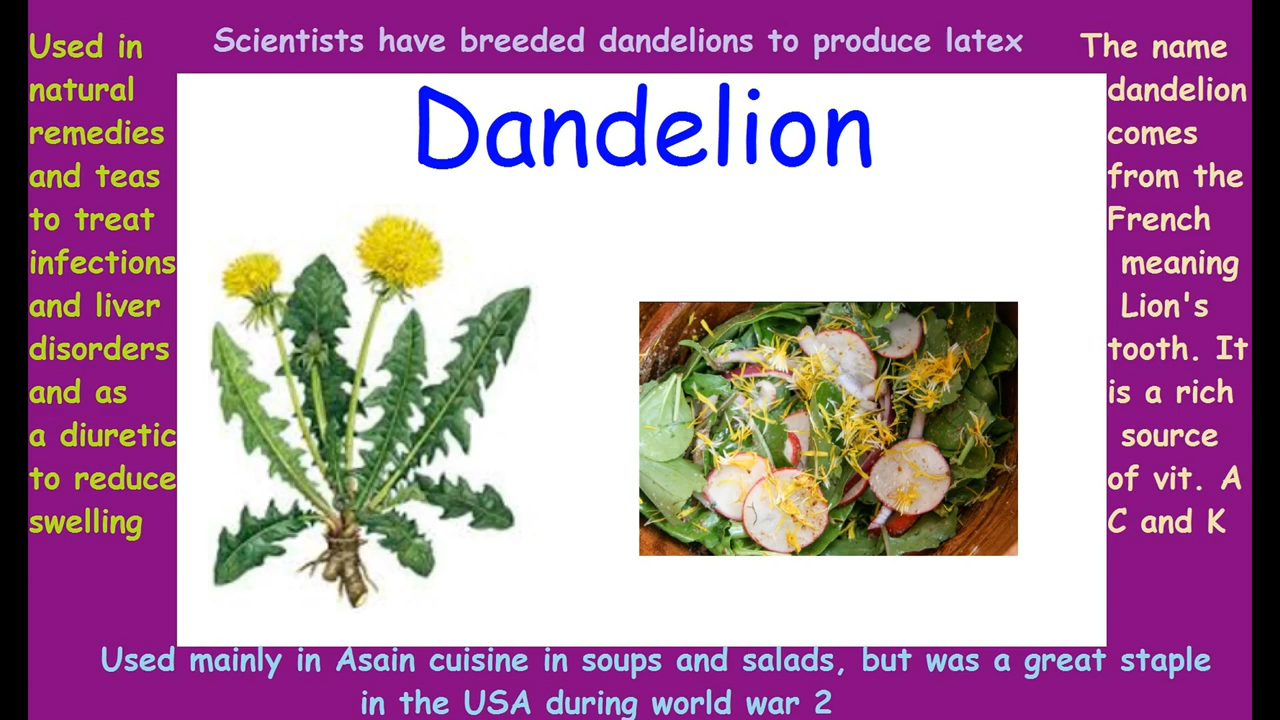 Scientists have breeded dandelions to produce latex
Dandelion
Used in
natural
remedies
and teas
to treat
infections
and liver
disorders
and as
a diuretic
to reduce
swelling
The name
dandelion
comes
from the
French
meaning
Lion's
tooth. It
is a rich
source
of vit. A
C and K
Used mainly in Asain cuisine in soups and salads, but was a great staple
in the USA during world war 2